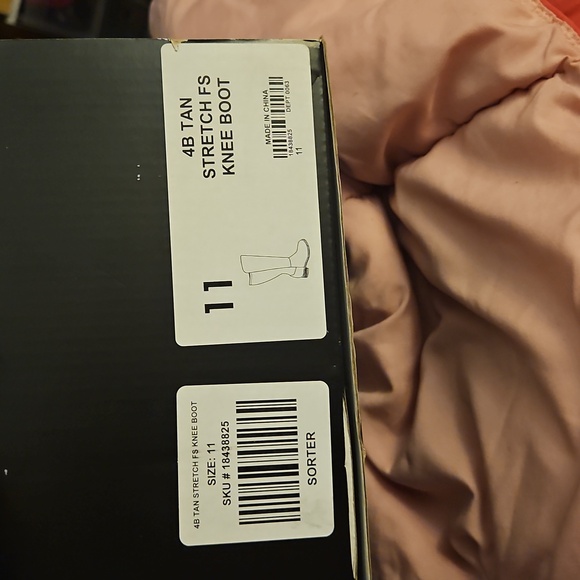 4B TAN
STRETCH FS
KNEE BOOT
MADE IN CHINA
18438825 DEPT 0063
11
11
4B TAN STRETCH FS KNEE BOOT
SIZE: 11
SKU # 18438825
SORTER